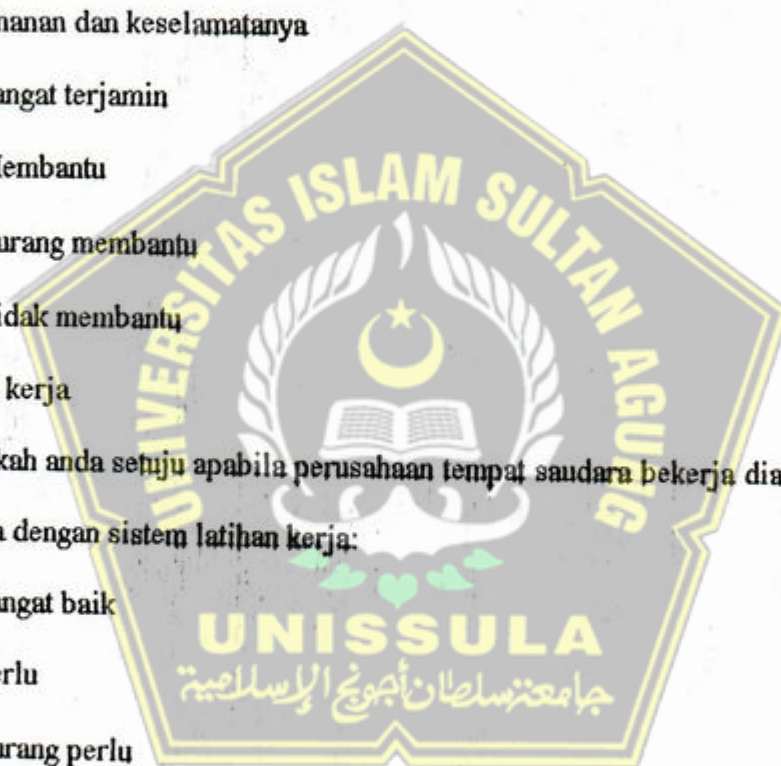 manan dan keselamatanya
angat terjamin
Membantu
urang membantu
idak membantu
kerja
kah anda setuju apabila perusahaan tempat saudara bekerja dia
a dengan sistem latihan kerja:
angat baik
erlu
urang perlu
UNIVERSITAS ISLAM SULTAN AGUNG
UNISSULA
جامعة سلطان أجونج الإسلامية